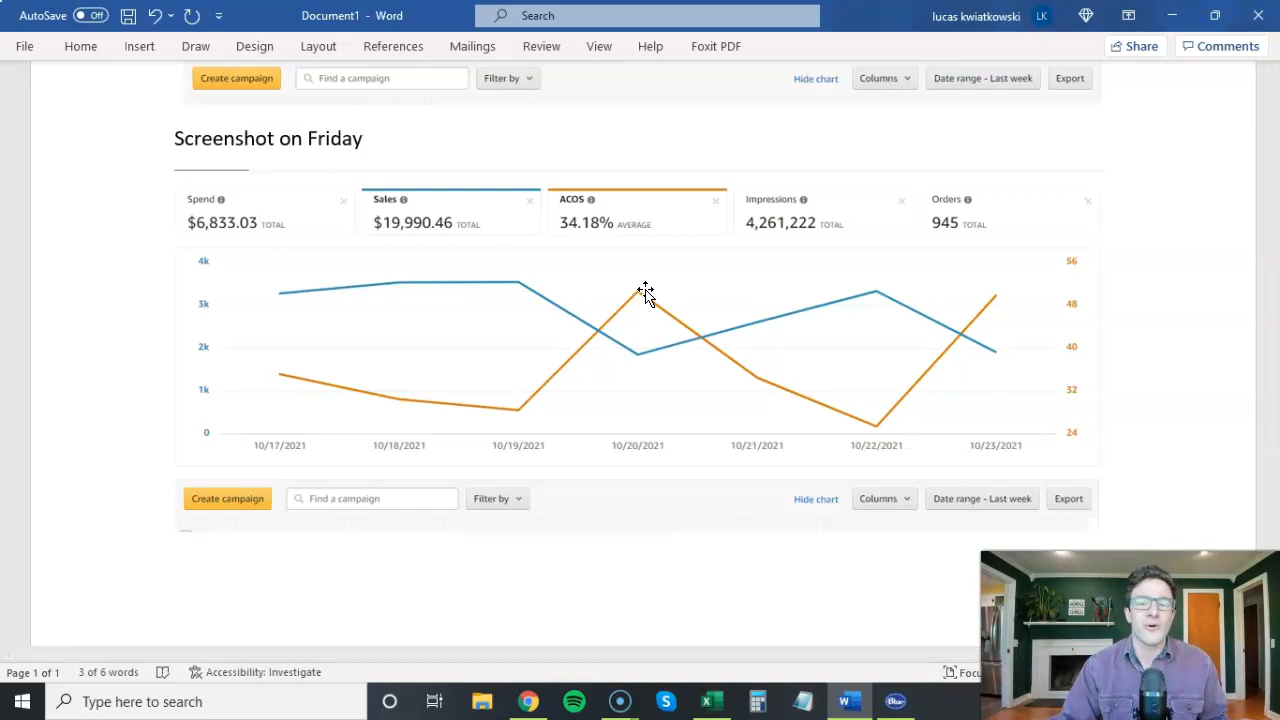 AutoSave Off Document1 - Word Search lucas kwiatkowski LK
File Home Insert Draw Design Layout References Mailings Review View Help Foxit PDF Share Comments
Create campaign Find a campaign Filter by Hide chart Columns Date range - Last week Export
Screenshot on Friday
Spend Sales ACOS Impressions Orders
$6,833.03 TOTAL $19,990.46 TOTAL 34.18% AVERAGE 4,261,222 TOTAL 945 TOTAL
4k 56
3k 48
2k 40
1k 32
0 24
10/17/2021 10/18/2021 10/19/2021 10/20/2021 10/21/2021 10/22/2021 10/23/2021
Create campaign Find a campaign Filter by Hide chart Columns Date range - Last week Export
Page 1 of 1 3 of 6 words Accessibility: Investigate Focu
Type here to search